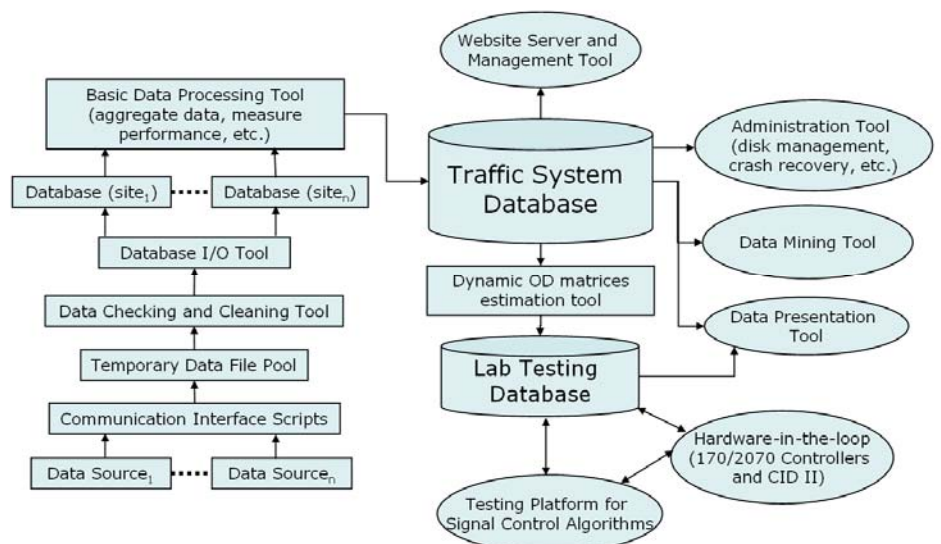 Website Server and
Management Tool
Basic Data Processing Tool
(aggregate data, measure
performance, etc.)
Administration Tool
(disk management,
crash recovery, etc.)
Traffic System
Database
Database (site₁)
Database (siteₙ)
Data Mining Tool
Database I/O Tool
Dynamic OD matrices
estimation tool
Data Checking and Cleaning Tool
Data Presentation
Tool
Temporary Data File Pool
Lab Testing
Database
Communication Interface Scripts
Hardware-in-the-loop
(170/2070 Controllers
and CID II)
Data Source₁
Data Sourceₙ
Testing Platform for
Signal Control Algorithms